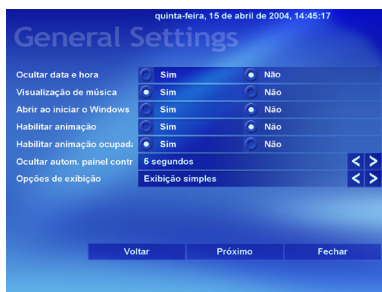 quinta-feira, 15 de abril de 2004, 14:45:17
General Settings
Ocultar data e hora Sim Não
Visualização de música Sim Não
Abrir ao iniciar o Windows Sim Não
Habilitar animação Sim Não
Habilitar animação ocupad: Sim Não
Ocultar autom. painel contr 5 segundos < >
Opções de exibição Exibição simples < >
Voltar Próximo Fechar